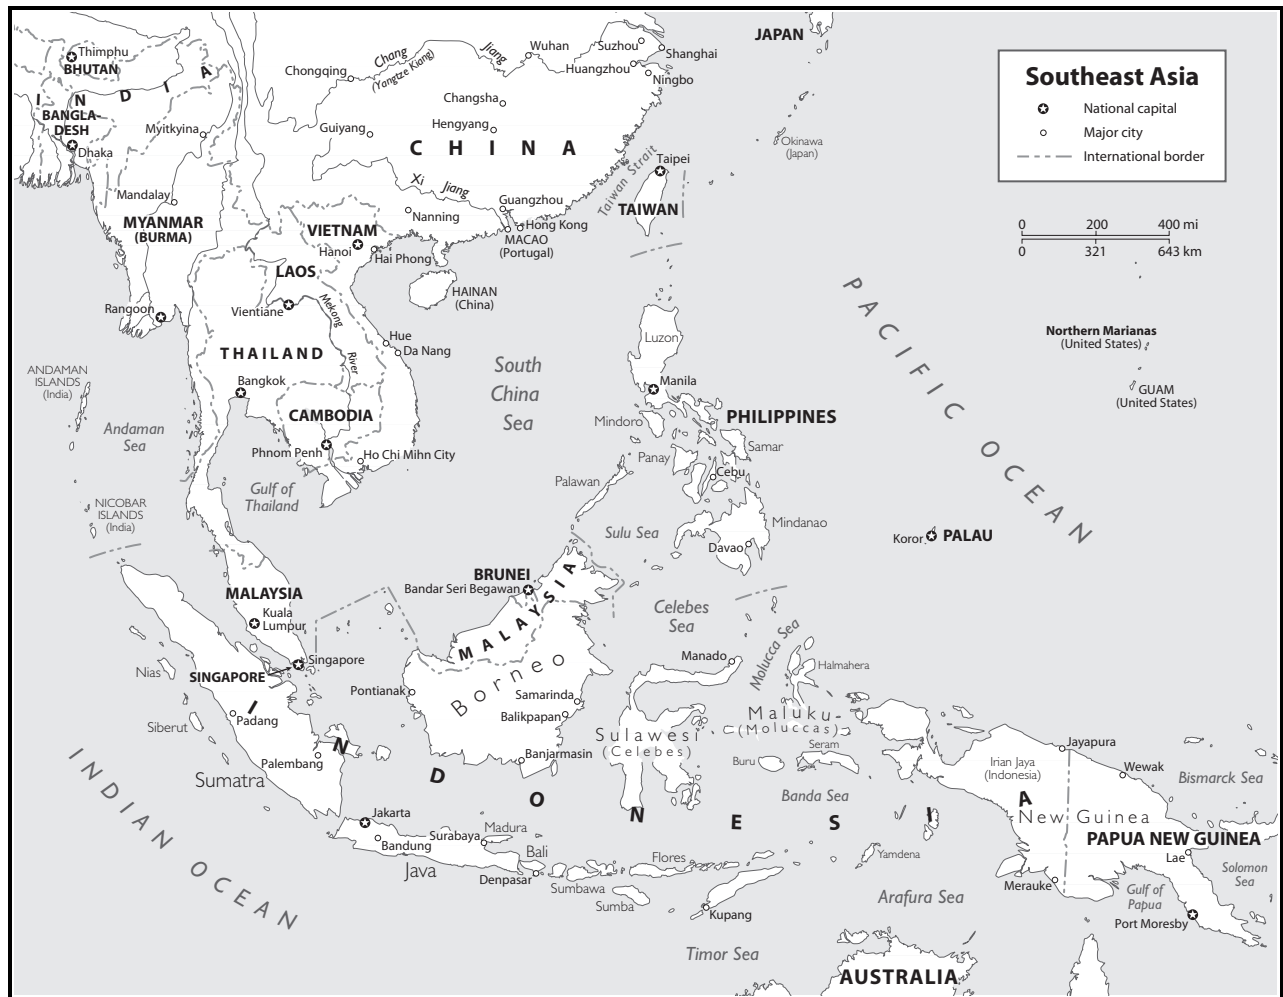 Southeast Asia
National capital
Major city
International border
0 200 400 mi
0 321 643 km
JAPAN
Thimphu
BHUTAN
INDIA
BANGLA-
DESH
Dhaka
Myitkyina
Mandalay
MYANMAR
(BURMA)
Rangoon
Chongqing
Chang
Jiang
(Yangtze Kiang)
Wuhan
Suzhou
Shanghai
Huangzhou
Ningbo
Changsha
Guiyang
Hengyang
CHINA
Xi
Jiang
Nanning
Guangzhou
Hong Kong
MACAO
(Portugal)
Taiwan Strait
Taipei
TAIWAN
Okinawa
(Japan)
VIETNAM
Hanoi
Hai Phong
LAOS
HAINAN
(China)
Vientiane
Mekong
River
Hue
Da Nang
THAILAND
Bangkok
CAMBODIA
Phnom Penh
Ho Chi Mihn City
Gulf of
Thailand
ANDAMAN
ISLANDS
(India)
Andaman
Sea
NICOBAR
ISLANDS
(India)
South
China
Sea
Luzon
Manila
PHILIPPINES
Mindoro
Samar
Panay
Cebu
Palawan
Mindanao
Davao
Sulu Sea
PACIFIC OCEAN
Northern Marianas
(United States)
GUAM
(United States)
Koror
PALAU
BRUNEI
Bandar Seri Begawan
MALAYSIA
MALAYSIA
Kuala
Lumpur
Singapore
SINGAPORE
Celebes
Sea
Molucca Sea
Manado
Halmahera
Nias
Siberut
Padang
Palembang
Sumatra
Pontianak
Borneo
Samarinda
Balikpapan
Banjarmasin
Sulawesi
(Celebes)
Maluku
(Moluccas)
Buru
Seram
Banda Sea
INDONESIA
Jakarta
Bandung
Surabaya
Madura
Java
Bali
Denpasar
Sumbawa
Flores
Sumba
Kupang
Yamdena
Timor Sea
Arafura Sea
INDIAN OCEAN
Jayapura
Irian Jaya
(Indonesia)
Wewak
Bismarck Sea
New Guinea
PAPUA NEW GUINEA
Lae
Merauke
Gulf of
Papua
Port Moresby
Solomon
Sea
AUSTRALIA